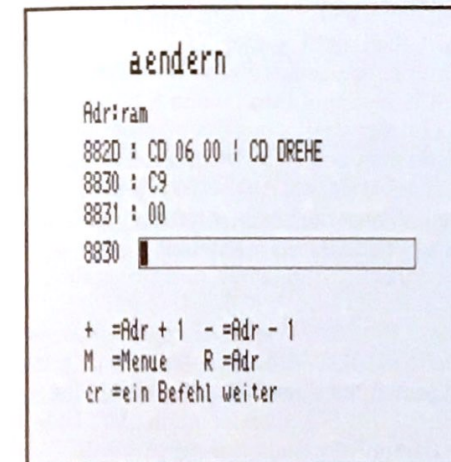 aendern
Adr:ram
882D : CD 06 00 | CD DREHE
8830 : C9
8831 : 00
8830
+ =Adr + 1 - =Adr - 1
M =Menue R =Adr
cr =ein Befehl weiter